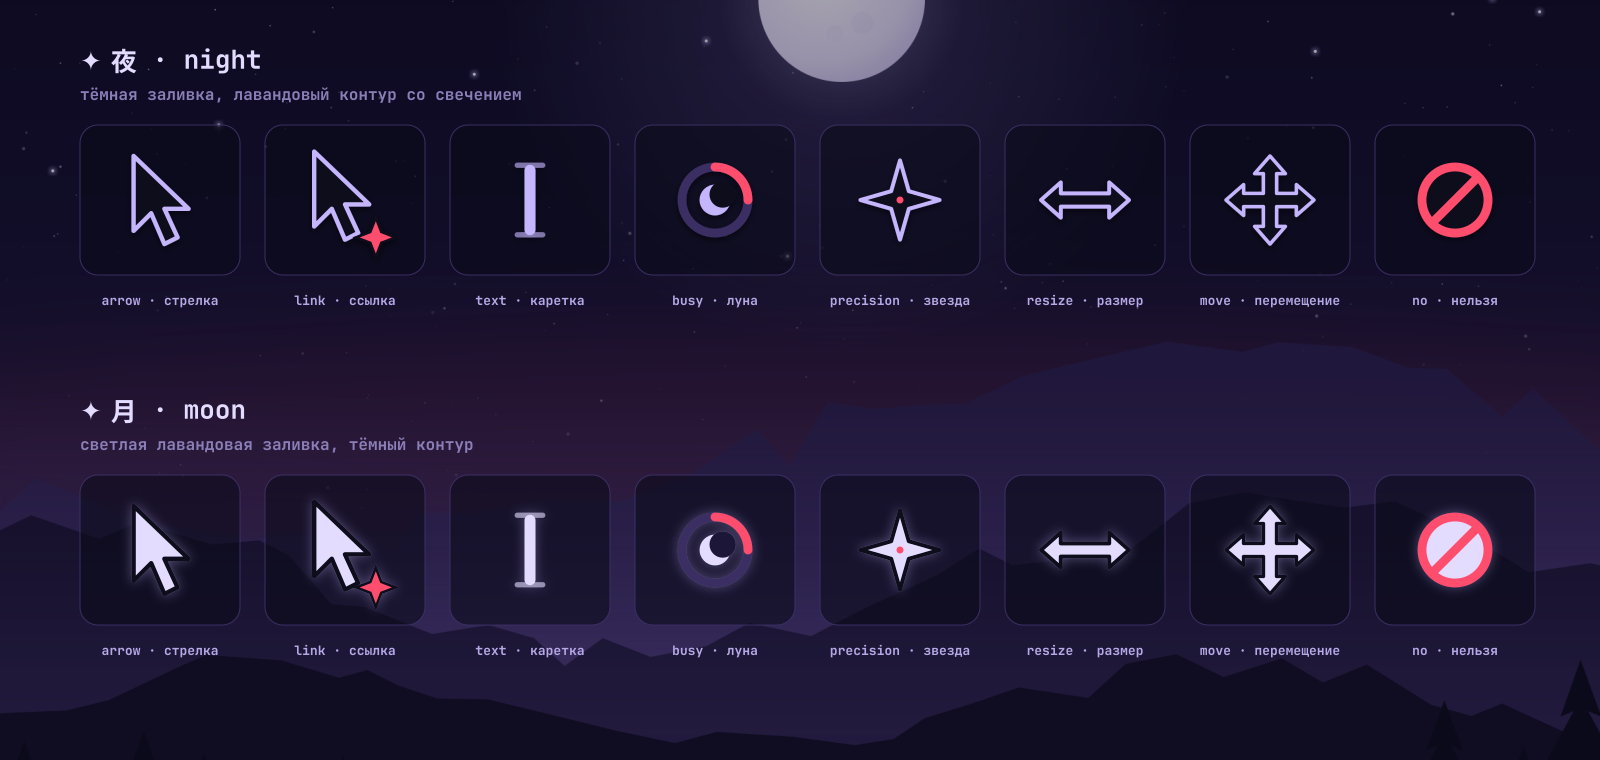 ✦ 夜 · night
тёмная заливка, лавандовый контур со свечением
arrow · стрелка
link · ссылка
text · каретка
busy · луна
precision · звезда
resize · размер
move · перемещение
no · нельзя
✦ 月 · moon
светлая лавандовая заливка, тёмный контур
arrow · стрелка
link · ссылка
text · каретка
busy · луна
precision · звезда
resize · размер
move · перемещение
no · нельзя